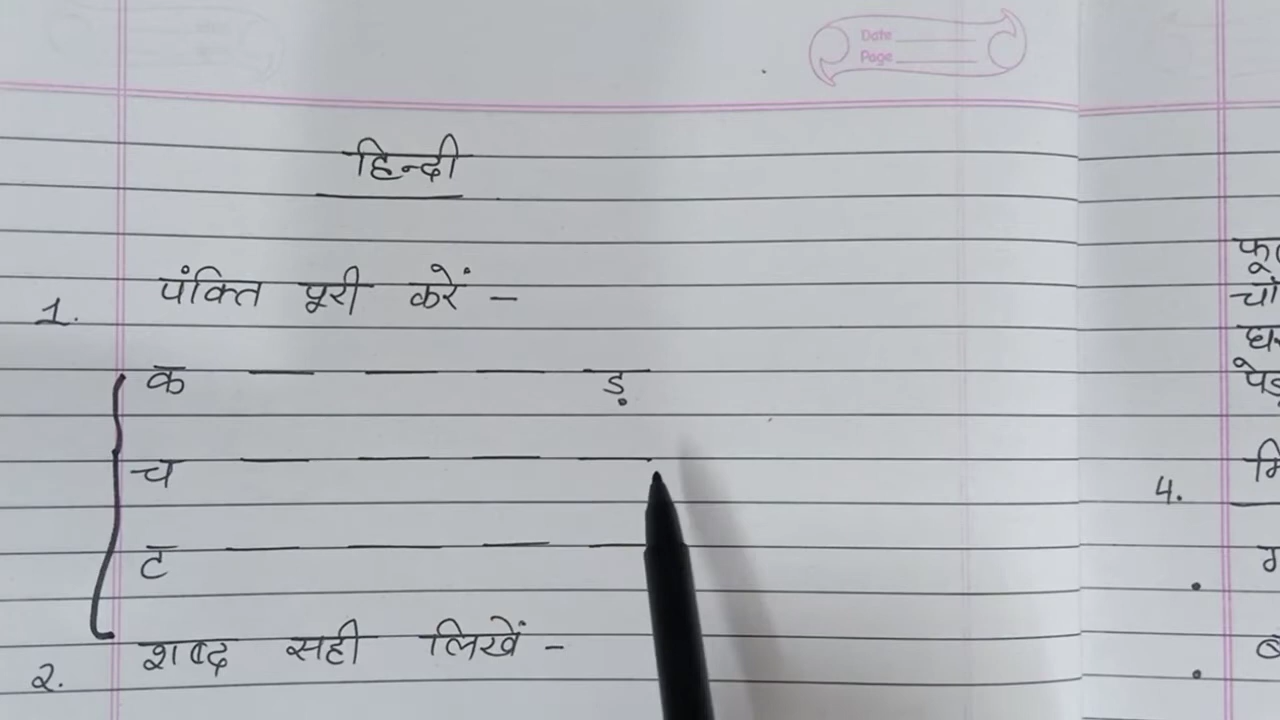 Date
Page
हिन्दी
1. पंक्ति पूरी करें -
क — — — ड़
च — — — —
ट — — — —
2. शब्द सही लिखें -
4.